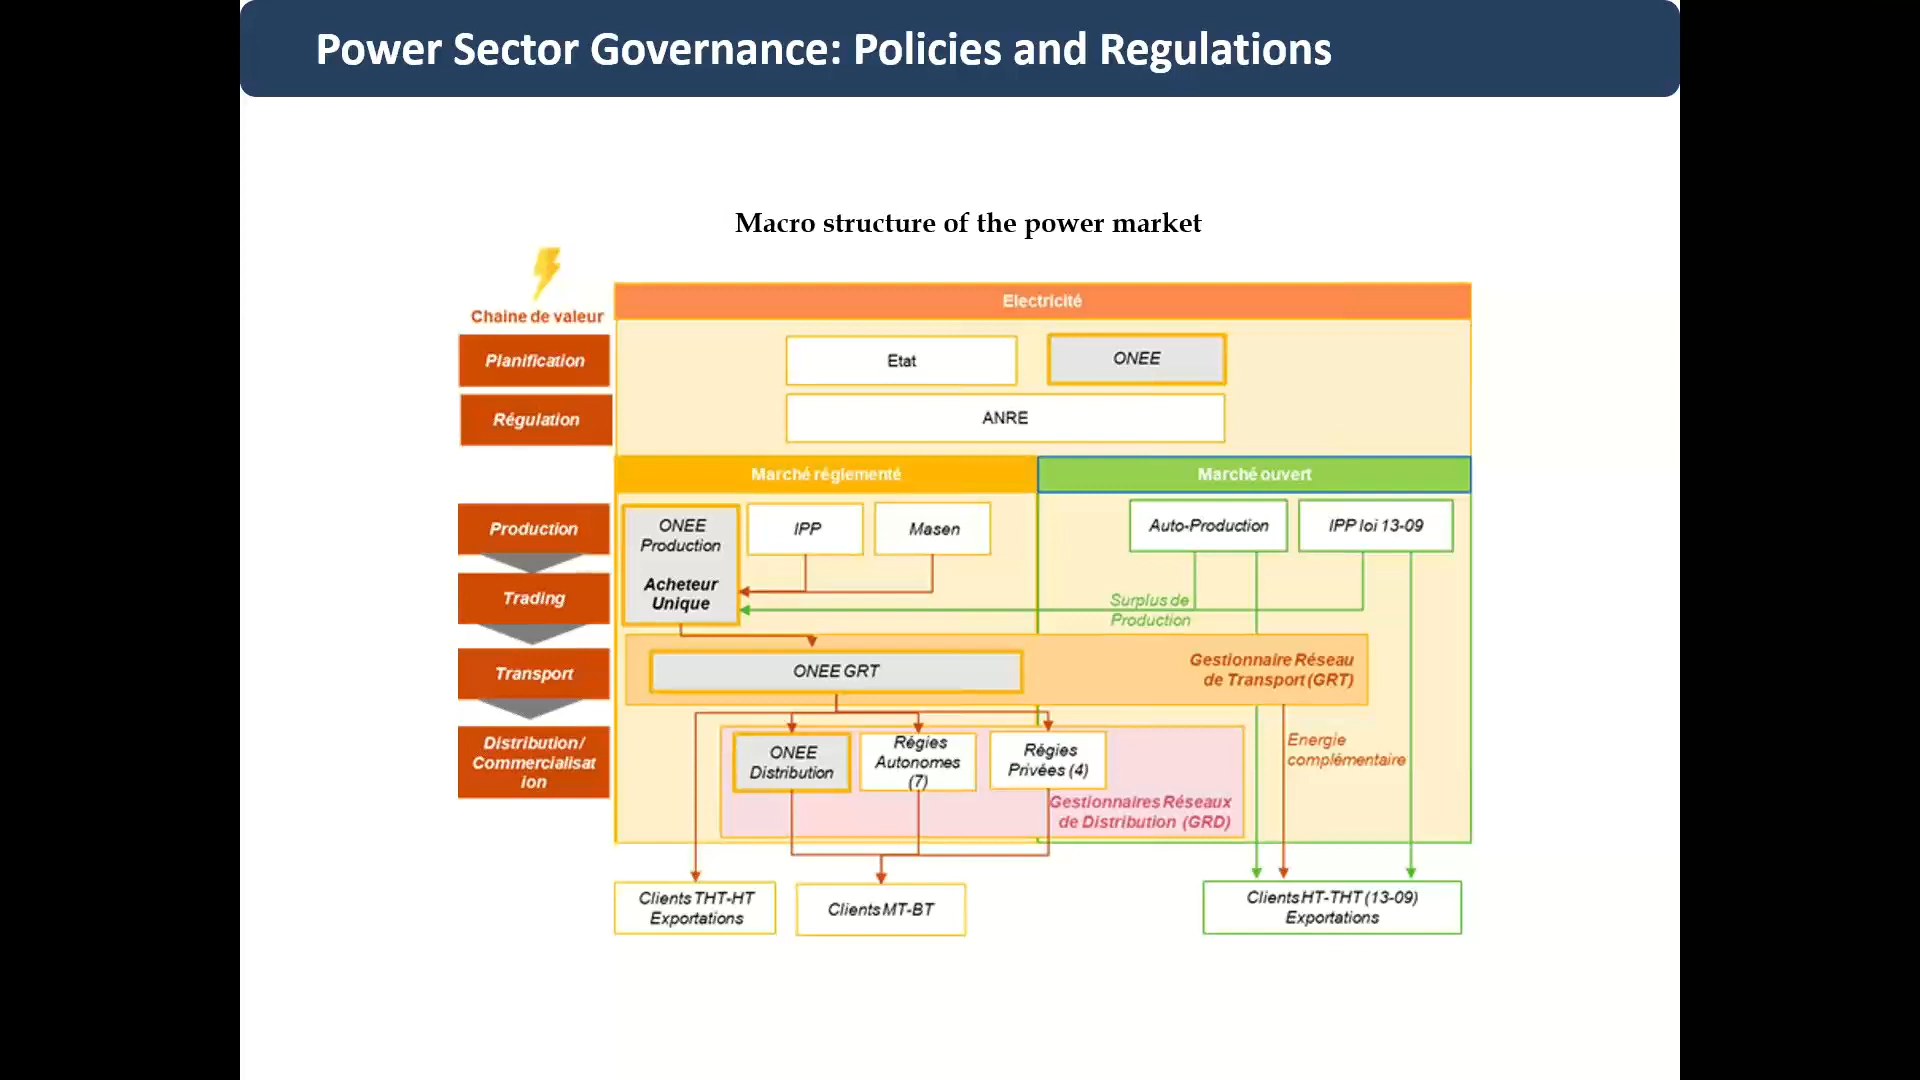 Power Sector Governance: Policies and Regulations
Macro structure of the power market
Chaine de valeur
Electricité
Planification
Etat
ONEE
Régulation
ANRE
Marché réglementé
Marché ouvert
Production
ONEE
Production
Acheteur
Unique
IPP
Masen
Auto-Production
IPP loi 13-09
Trading
Surplus de
Production
Transport
ONEE GRT
Gestionnaire Réseau
de Transport (GRT)
Distribution/
Commercialisat
ion
ONEE
Distribution
Régies
Autonomes
(7)
Régies
Privées (4)
Energie
complémentaire
Gestionnaires Réseaux
de Distribution (GRD)
Clients THT-HT
Exportations
Clients MT-BT
Clients HT-THT (13-09)
Exportations